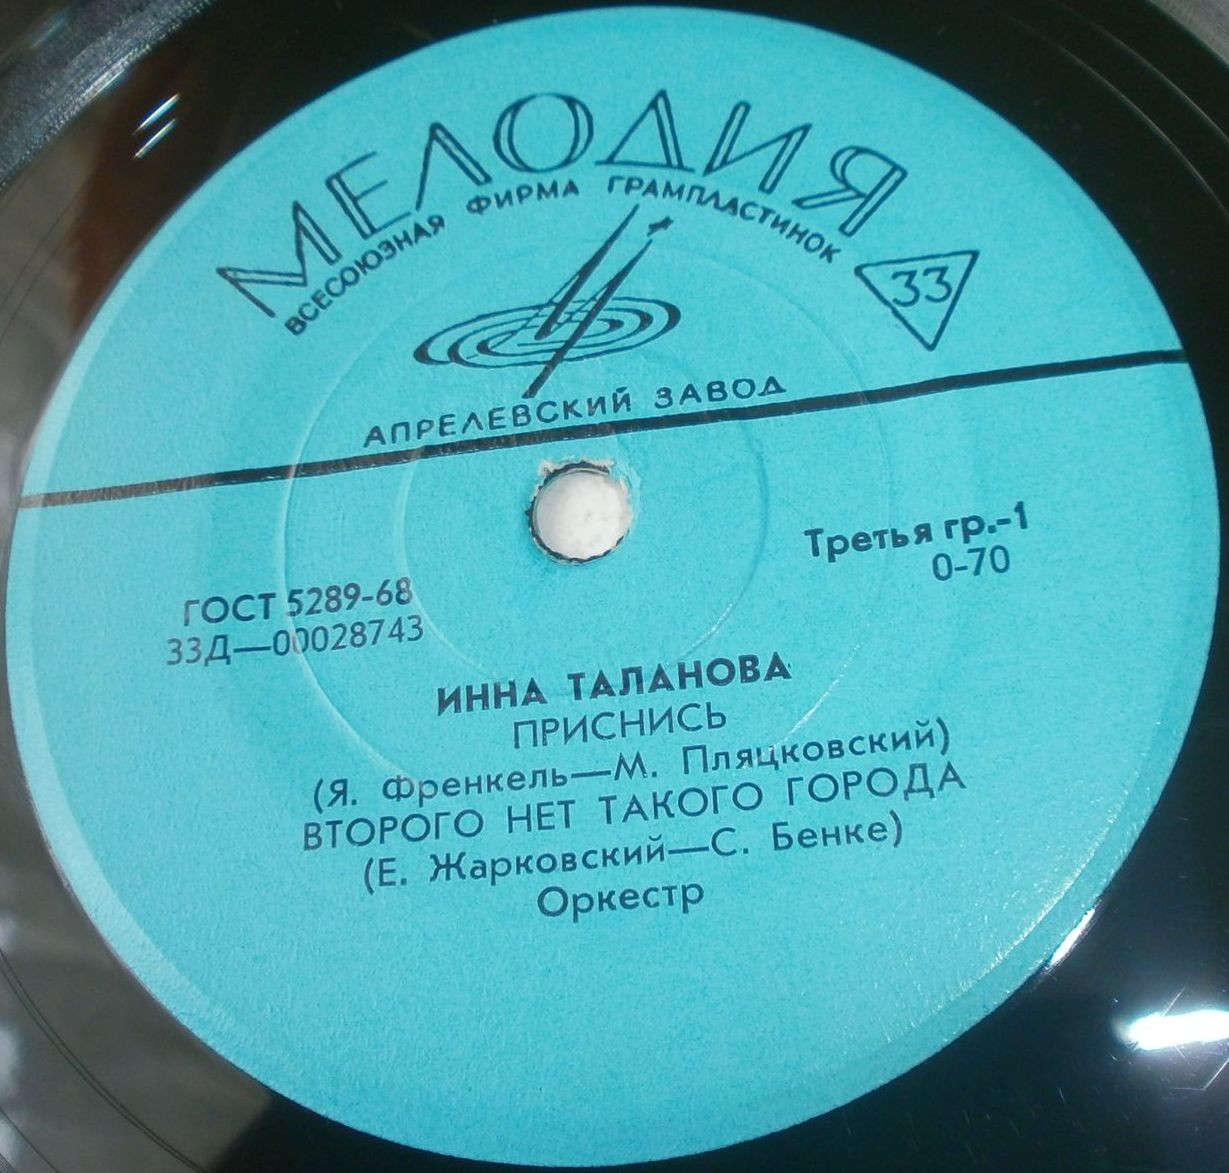 МЕЛОДИЯ
ВСЕСОЮЗНАЯ ФИРМА ГРАМПЛАСТИНОК
33
АПРЕЛЕВСКИЙ ЗАВОД
Третья гр.-1
0-70
ГОСТ 5289-68
33Д—00028743
ИННА ТАЛАНОВА
ПРИСНИСЬ
(Я. Френкель—М. Пляцковский)
ВТОРОГО НЕТ ТАКОГО ГОРОДА
(Е. Жарковский—С. Бенке)
Оркестр